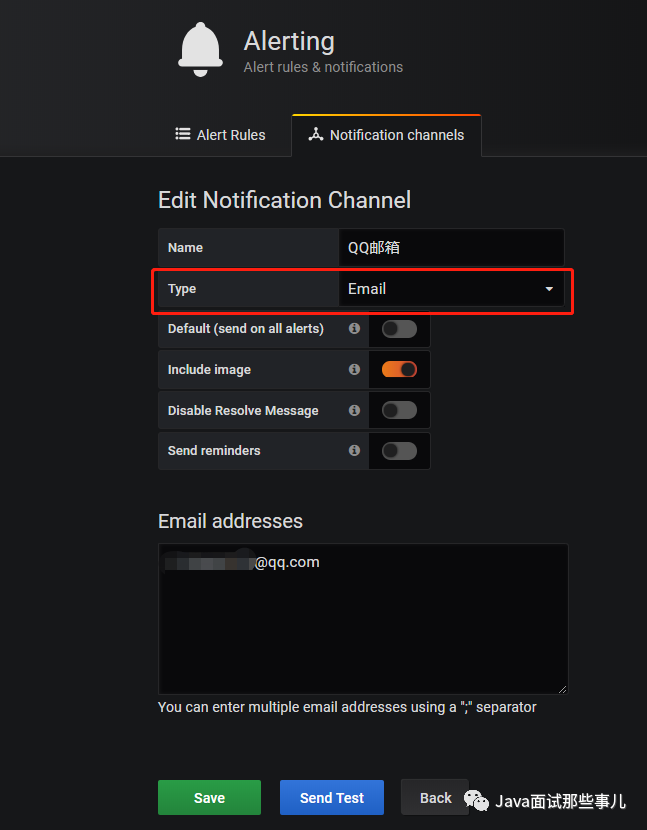 Alerting
Alert rules & notifications
Alert Rules
Notification channels
Edit Notification Channel
Name
QQ邮箱
Type
Email
Default (send on all alerts)
Include image
Disable Resolve Message
Send reminders
Email addresses
@qq.com
You can enter multiple email addresses using a ";" separator
Save
Send Test
Back
Java面试那些事儿